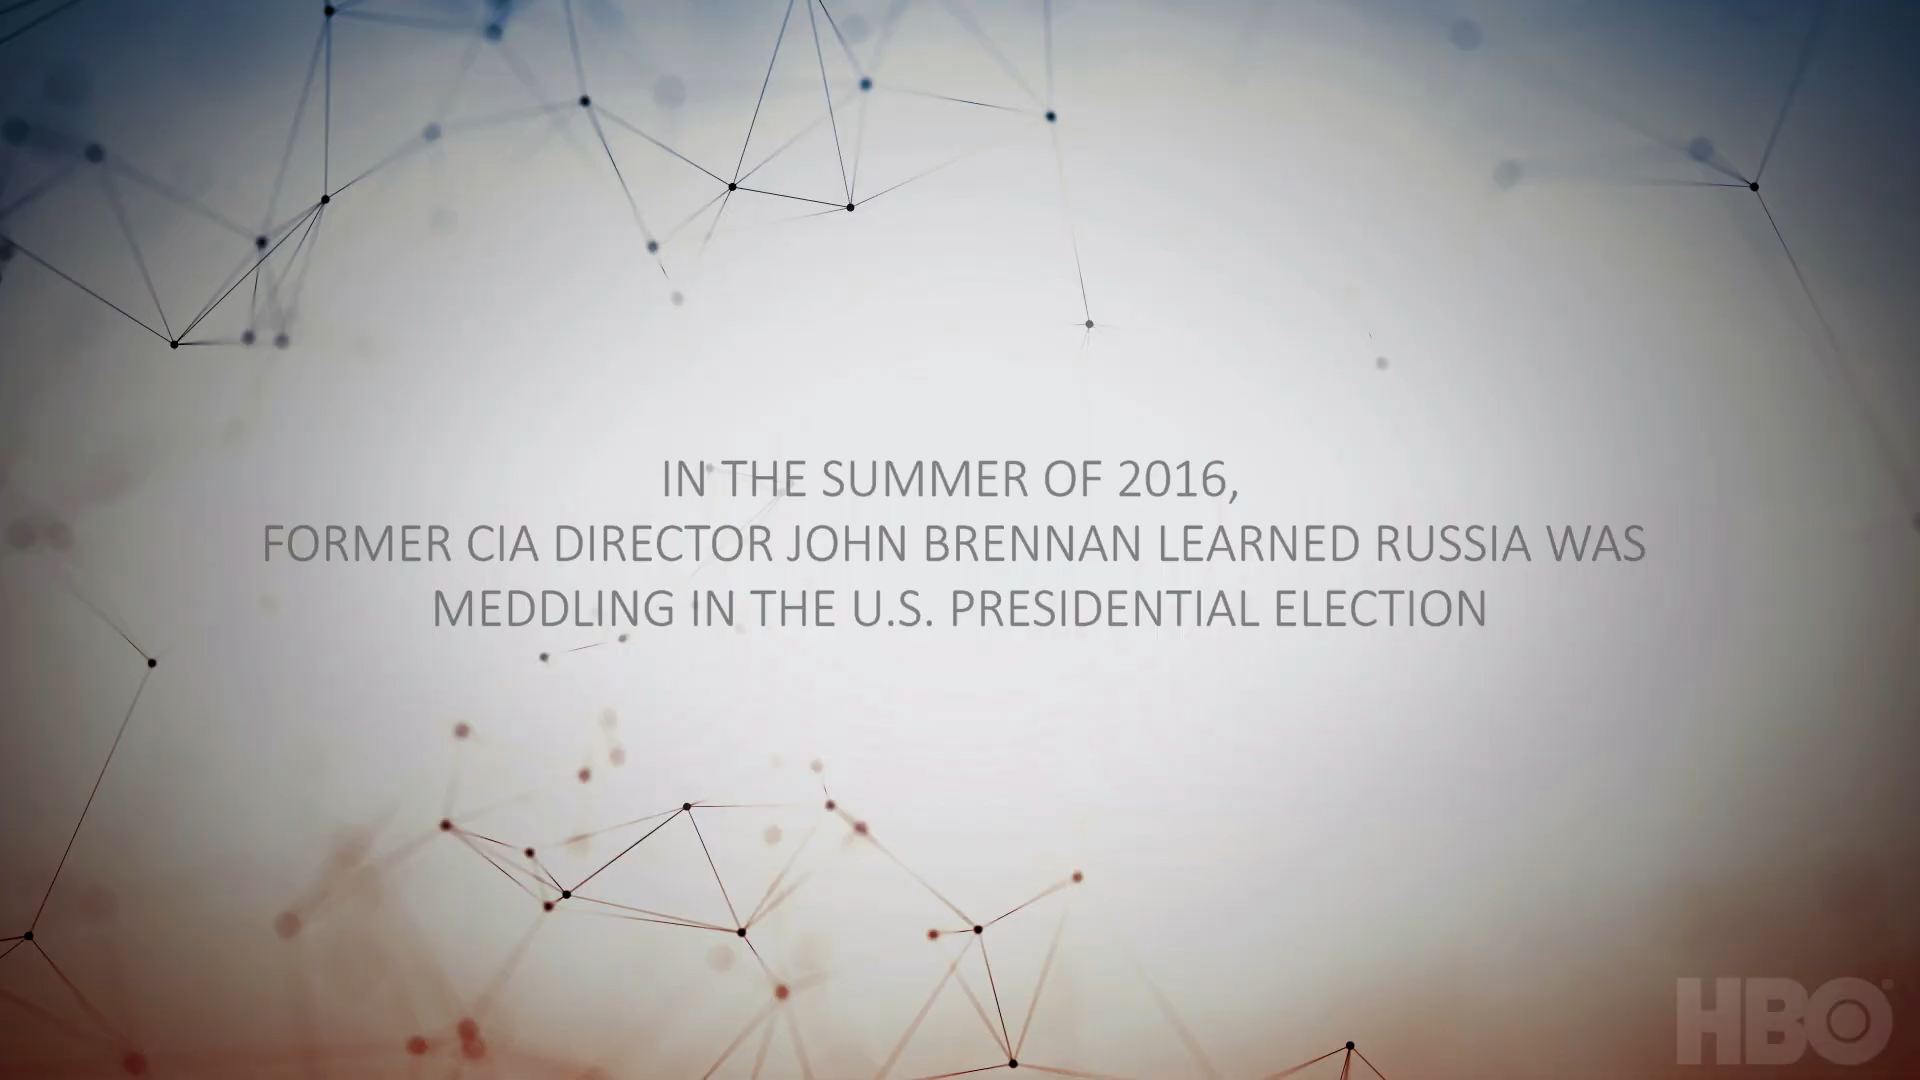 IN THE SUMMER OF 2016,
FORMER CIA DIRECTOR JOHN BRENNAN LEARNED RUSSIA WAS
MEDDLING IN THE U.S. PRESIDENTIAL ELECTION
HBO